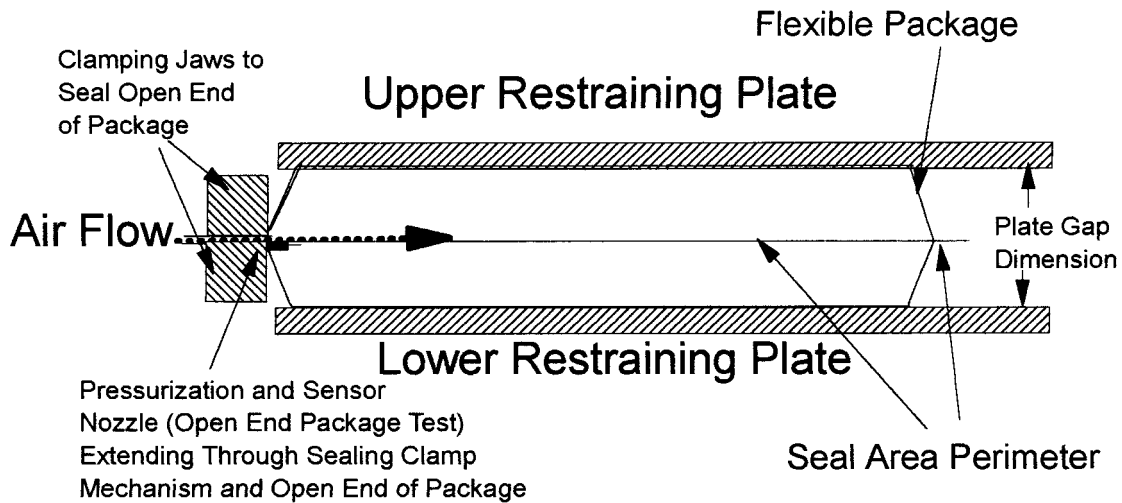 Flexible Package
Clamping Jaws to
Seal Open End
of Package
Upper Restraining Plate
Air Flow
Plate Gap
Dimension
Lower Restraining Plate
Pressurization and Sensor
Nozzle (Open End Package Test)
Extending Through Sealing Clamp
Mechanism and Open End of Package
Seal Area Perimeter